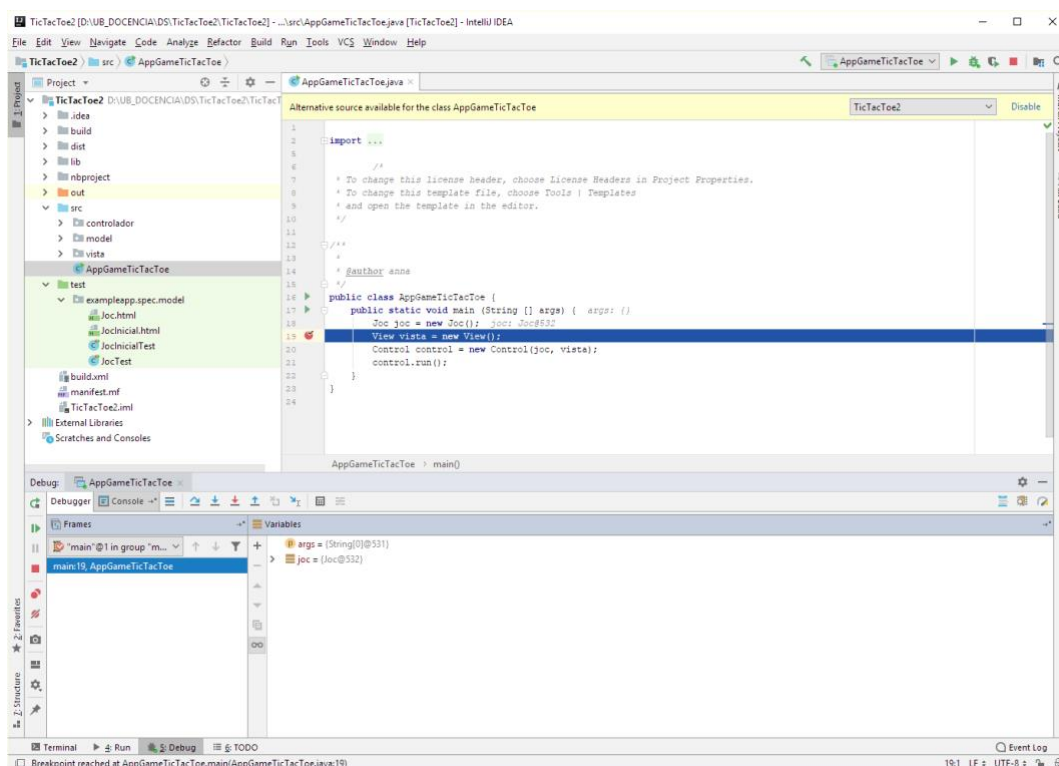 TicTacToe2 [D:\UB_DOCENCIA\DS\TicTacToe2\TicTacToe2] - ...\src\AppGameTicTacToe.java [TicTacToe2] - IntelliJ IDEA
File Edit View Navigate Code Analyze Refactor Build Run Tools VCS Window Help
TicTacToe2 src AppGameTicTacToe
AppGameTicTacToe
1: Project
Project
AppGameTicTacToe.java
TicTacToe2 D:\UB_DOCENCIA\DS\TicTacToe2\TicTacT
.idea
build
dist
lib
nbproject
out
src
controlador
model
vista
AppGameTicTacToe
test
exampleapp.spec.model
Joc.html
JocInicial.html
JocInicialTest
JocTest
build.xml
manifest.mf
TicTacToe2.iml
External Libraries
Scratches and Consoles
Alternative source available for the class AppGameTicTacToe
TicTacToe2
Disable
1
2 import ...
5
6 /*
7 * To change this license header, choose License Headers in Project Properties.
8 * To change this template file, choose Tools | Templates
9 * and open the template in the editor.
10 */
11
12 /**
13 *
14 * @author anna
15 */
16 public class AppGameTicTacToe {
17 public static void main (String [] args) { args: {}
18 Joc joc = new Joc(); joc: Joc@532
19 View vista = new View();
20 Control control = new Control(joc, vista);
21 control.run();
22 }
23 }
24
AppGameTicTacToe main()
Debug: AppGameTicTacToe
Debugger Console
Frames
Variables
"main"@1 in group "m...
main:19, AppGameTicTacToe
args = {String[0]@531}
joc = {Joc@532}
2: Favorites
7: Structure
Terminal 4: Run 5: Debug 6: TODO
Event Log
Breakpoint reached at AppGameTicTacToe.main(AppGameTicTacToe.java:19)
19:1 LF UTF-8